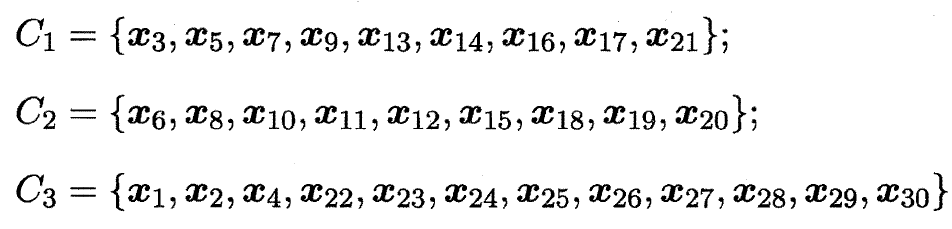 C₁ = {x₃, x₅, x₇, x₉, x₁₃, x₁₄, x₁₆, x₁₇, x₂₁};
C₂ = {x₆, x₈, x₁₀, x₁₁, x₁₂, x₁₅, x₁₈, x₁₉, x₂₀};
C₃ = {x₁, x₂, x₄, x₂₂, x₂₃, x₂₄, x₂₅, x₂₆, x₂₇, x₂₈, x₂₉, x₃₀}